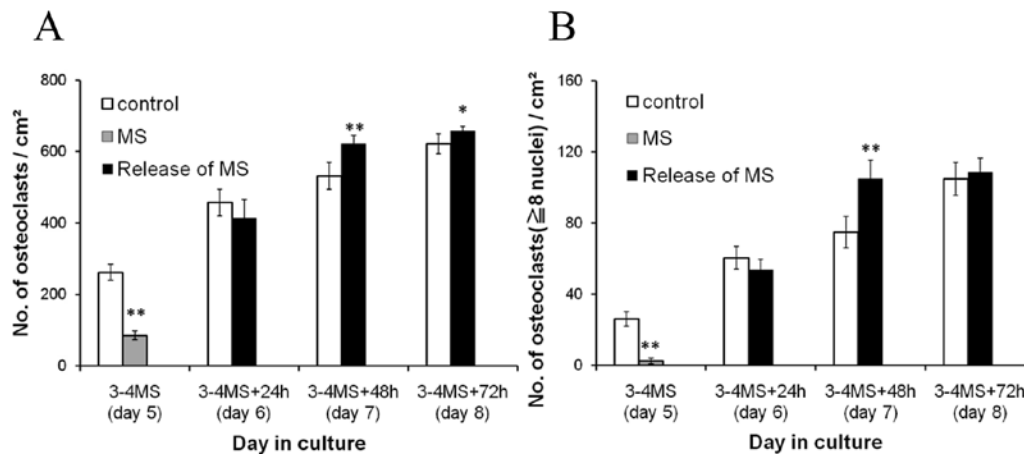 A
No. of osteoclasts / cm²
800
600
400
200
0
control
MS
Release of MS
**
**
*
3-4MS
(day 5)
3-4MS+24h
(day 6)
3-4MS+48h
(day 7)
3-4MS+72h
(day 8)
Day in culture
B
No. of osteoclasts(≧8 nuclei) / cm²
160
120
80
40
0
control
MS
Release of MS
**
**
3-4MS
(day 5)
3-4MS+24h
(day 6)
3-4MS+48h
(day 7)
3-4MS+72h
(day 8)
Day in culture